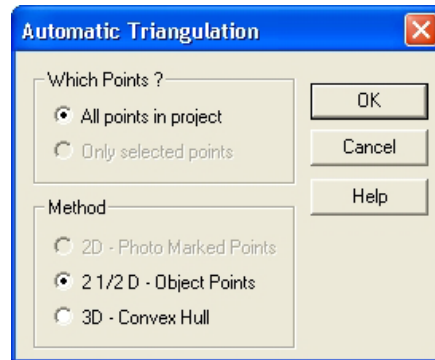 Automatic Triangulation
Which Points ?
All points in project
Only selected points
OK
Cancel
Help
Method
2D - Photo Marked Points
2 1/2 D - Object Points
3D - Convex Hull